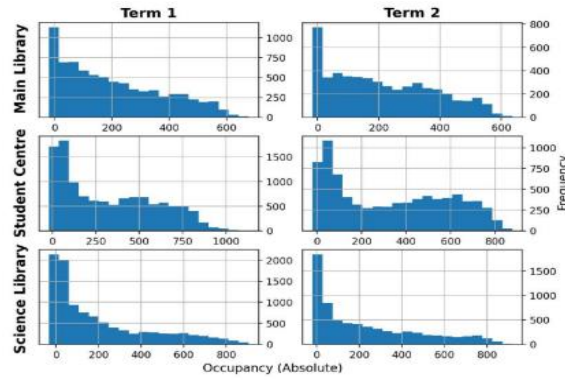 Term 1 Term 2
Main Library
1000
750
500
250
0
0 200 400 600
800
600
400
200
0
0 200 400 600
Student Centre
1500
1000
500
0
0 250 500 750 1000
Frequency
1000
750
500
250
0
0 200 400 600 800
Science Library
2000
1500
1000
500
0
0 200 400 600 800
1500
1000
500
0
0 200 400 600 800
Occupancy (Absolute)